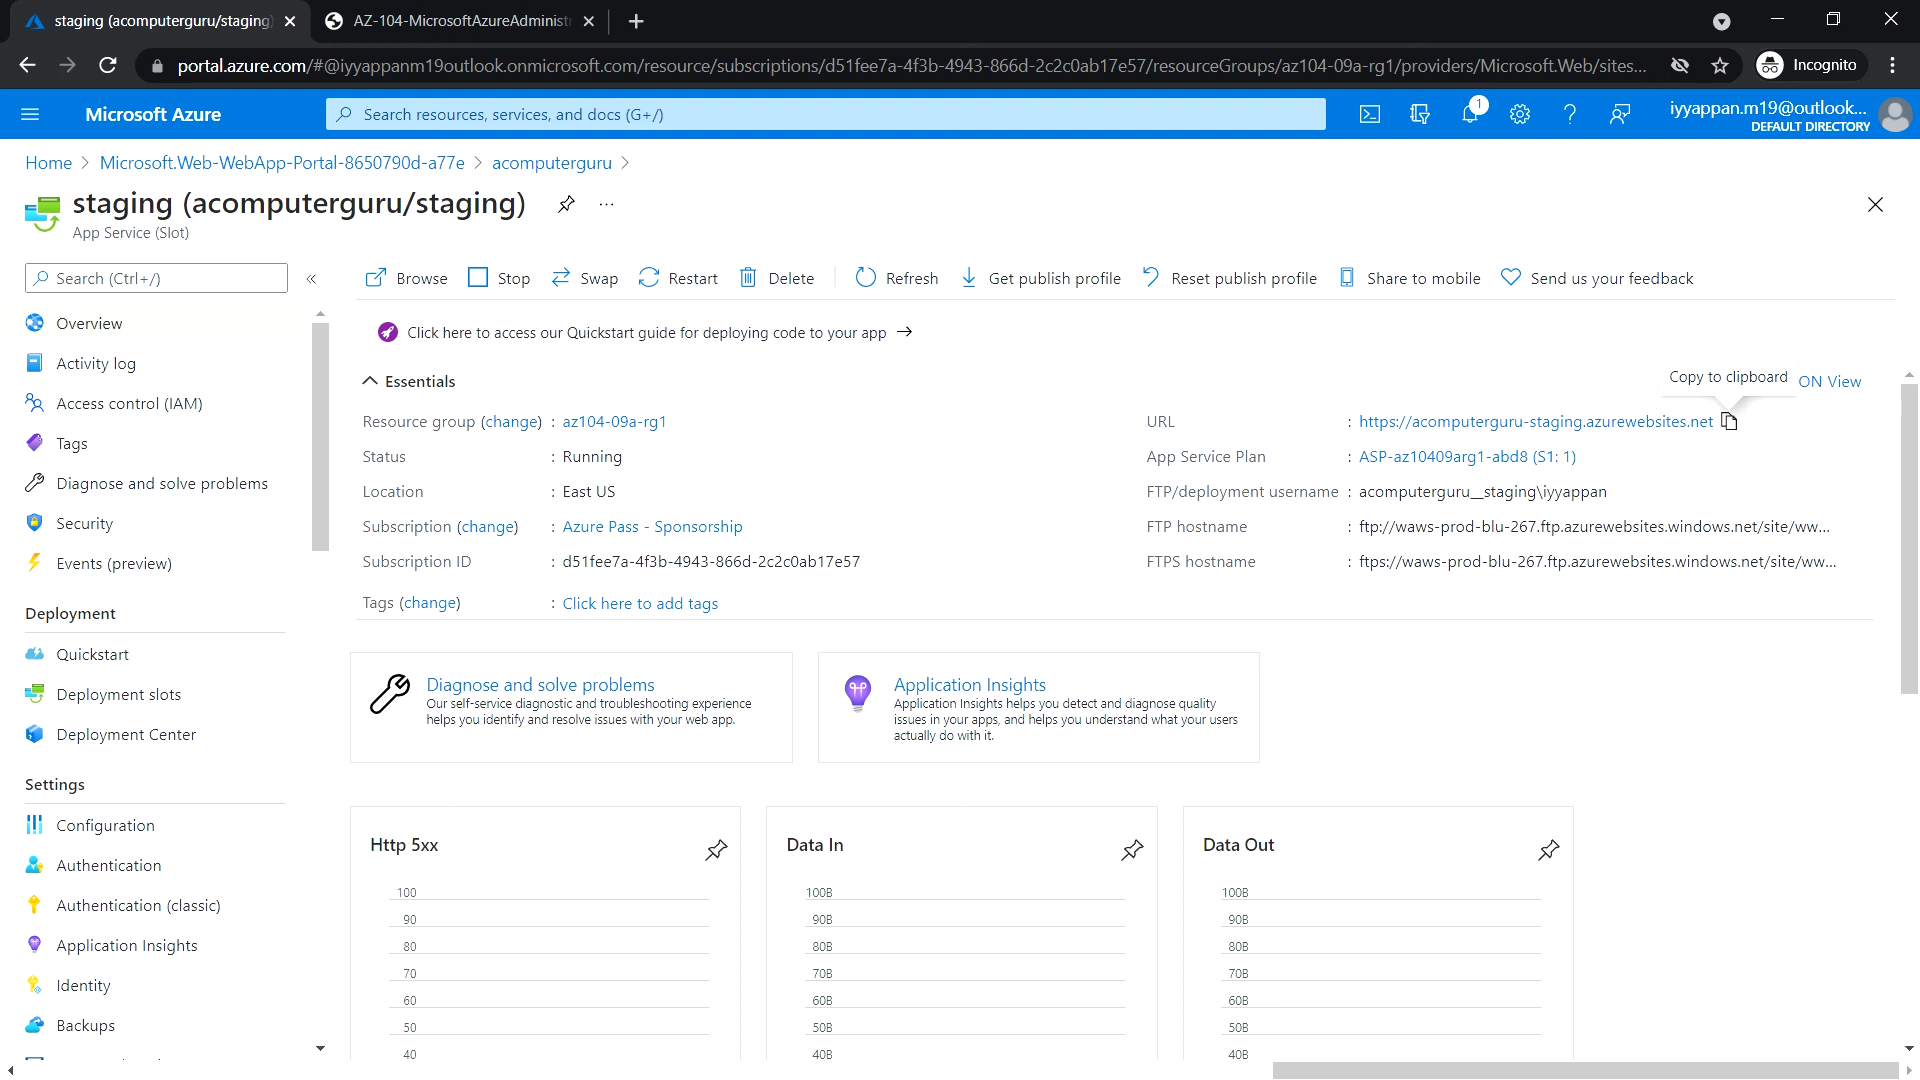 staging (acomputerguru/staging)
AZ-104-MicrosoftAzureAdministr
portal.azure.com/#@iyyappanm19outlook.onmicrosoft.com/resource/subscriptions/d51fee7a-4f3b-4943-866d-2c2c0ab17e57/resourceGroups/az104-09a-rg1/providers/Microsoft.Web/sites...
Incognito
Microsoft Azure
Search resources, services, and docs (G+/)
1
iyyappan.m19@outlook....
DEFAULT DIRECTORY
Home > Microsoft.Web-WebApp-Portal-8650790d-a77e > acomputerguru >
staging (acomputerguru/staging)
...
App Service (Slot)
Search (Ctrl+/)
«
Browse
Stop
Swap
Restart
Delete
Refresh
Get publish profile
Reset publish profile
Share to mobile
Send us your feedback
Overview
Activity log
Access control (IAM)
Tags
Diagnose and solve problems
Security
Events (preview)
Deployment
Quickstart
Deployment slots
Deployment Center
Settings
Configuration
Authentication
Authentication (classic)
Application Insights
Identity
Backups
Click here to access our Quickstart guide for deploying code to your app →
Essentials
Copy to clipboard
ON View
Resource group (change) : az104-09a-rg1
Status : Running
Location : East US
Subscription (change) : Azure Pass - Sponsorship
Subscription ID : d51fee7a-4f3b-4943-866d-2c2c0ab17e57
Tags (change) : Click here to add tags
URL : https://acomputerguru-staging.azurewebsites.net
App Service Plan : ASP-az10409arg1-abd8 (S1: 1)
FTP/deployment username : acomputerguru__staging\iyyappan
FTP hostname : ftp://waws-prod-blu-267.ftp.azurewebsites.windows.net/site/ww...
FTPS hostname : ftps://waws-prod-blu-267.ftp.azurewebsites.windows.net/site/ww...
Diagnose and solve problems
Our self-service diagnostic and troubleshooting experience
helps you identify and resolve issues with your web app.
Application Insights
Application Insights helps you detect and diagnose quality
issues in your apps, and helps you understand what your users
actually do with it.
Http 5xx
100
90
80
70
60
50
40
Data In
100B
90B
80B
70B
60B
50B
40B
Data Out
100B
90B
80B
70B
60B
50B
40B